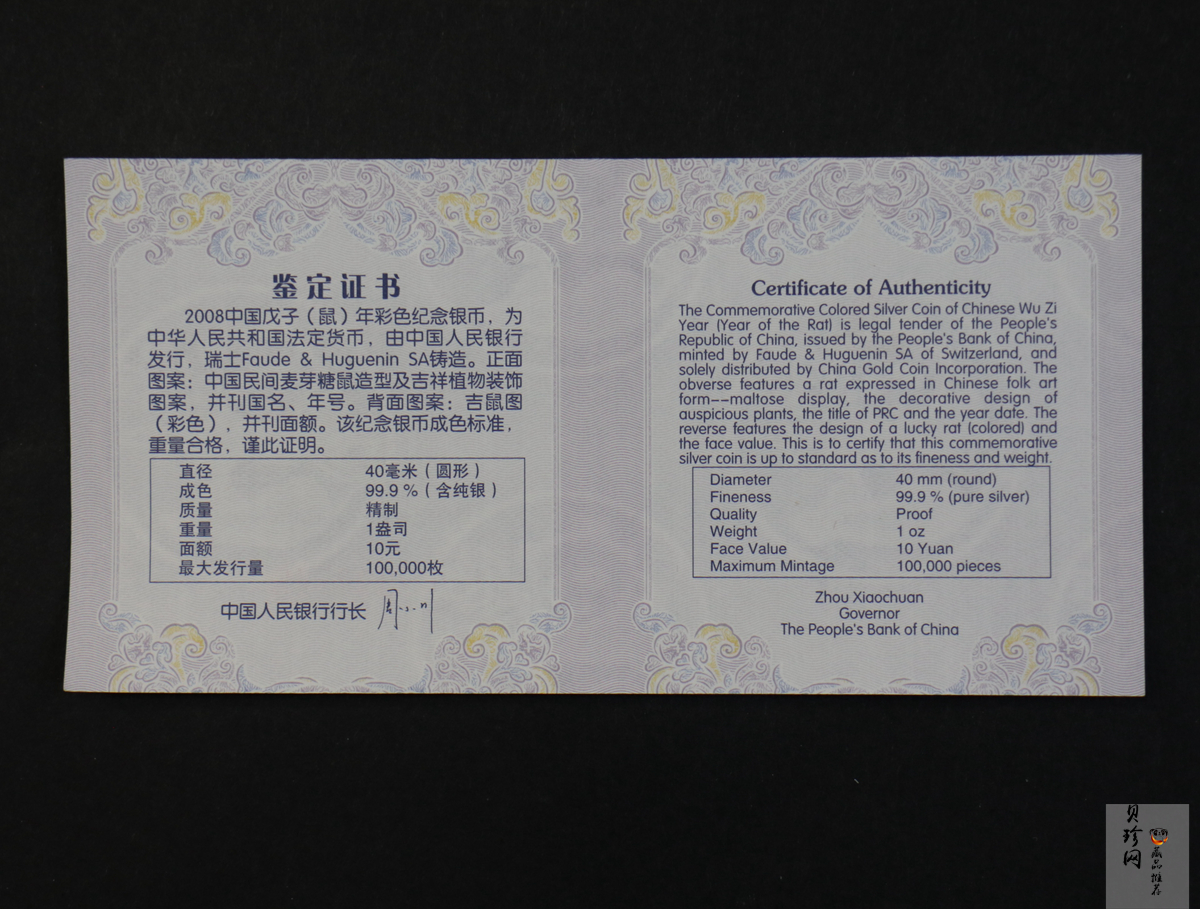 鉴定证书
2008中国戊子（鼠）年彩色纪念银币，为
中华人民共和国法定货币，由中国人民银行
发行，瑞士Faude & Huguenin SA铸造。正面
图案：中国民间麦芽糖鼠造型及吉祥植物装饰
图案，并刊国名、年号。背面图案：吉鼠图
（彩色），并刊面额。该纪念银币成色标准，
重量合格，谨此证明。
直径 40毫米（圆形）
成色 99.9 %（含纯银）
质量 精制
重量 1盎司
面额 10元
最大发行量 100,000枚
中国人民银行行长
Certificate of Authenticity
The Commemorative Colored Silver Coin of Chinese Wu Zi
Year (Year of the Rat) is legal tender of the People's
Republic of China, issued by the People's Bank of China,
minted by Faude & Huguenin SA of Switzerland, and
solely distributed by China Gold Coin Incorporation. The
obverse features a rat expressed in Chinese folk art
form--maltose display, the decorative design of
auspicious plants, the title of PRC and the year date. The
reverse features the design of a lucky rat (colored) and
the face value. This is to certify that this commemorative
silver coin is up to standard as to its fineness and weight.
Diameter 40 mm (round)
Fineness 99.9 % (pure silver)
Quality Proof
Weight 1 oz
Face Value 10 Yuan
Maximum Mintage 100,000 pieces
Zhou Xiaochuan
Governor
The People's Bank of China
贝珍网
藏品推荐